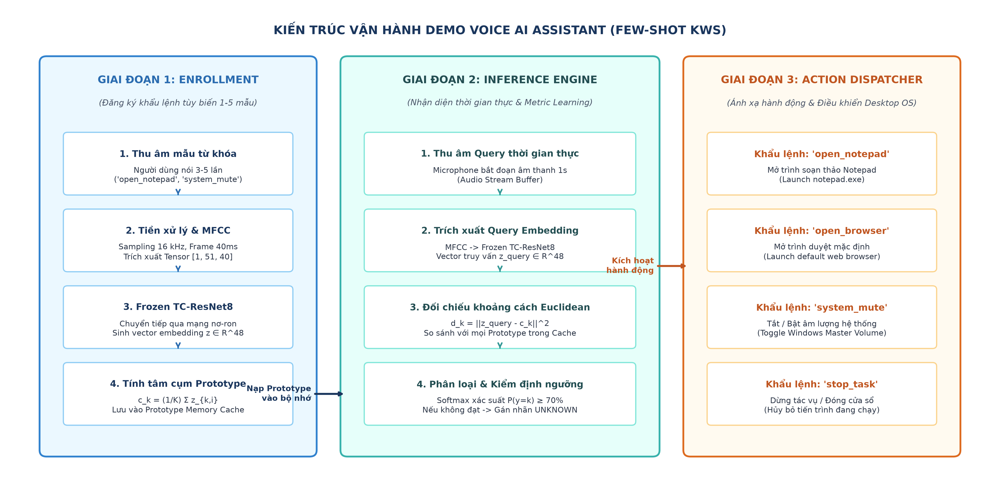 KIẾN TRÚC VẬN HÀNH DEMO VOICE AI ASSISTANT (FEW-SHOT KWS)
GIAI ĐOẠN 1: ENROLLMENT
(Đăng ký khẩu lệnh tùy biến 1-5 mẫu)
1. Thu âm mẫu từ khóa
Người dùng nói 3-5 lần
('open_notepad', 'system_mute')
2. Tiền xử lý & MFCC
Sampling 16 kHz, Frame 40ms
Trích xuất Tensor [1, 51, 40]
3. Frozen TC-ResNet8
Chuyển tiếp qua mạng nơ-ron
Sinh vector embedding z ∈ R^48
4. Tính tâm cụm Prototype
c_k = (1/K) Σ z_{k,i}
Lưu vào Prototype Memory Cache
Nạp Prototype
vào bộ nhớ
GIAI ĐOẠN 2: INFERENCE ENGINE
(Nhận diện thời gian thực & Metric Learning)
1. Thu âm Query thời gian thực
Microphone bắt đoạn âm thanh 1s
(Audio Stream Buffer)
2. Trích xuất Query Embedding
MFCC -> Frozen TC-ResNet8
Vector truy vấn z_query ∈ R^48
3. Đối chiếu khoảng cách Euclidean
d_k = ||z_query - c_k||^2
So sánh với mọi Prototype trong Cache
4. Phân loại & Kiểm định ngưỡng
Softmax xác suất P(y=k) ≥ 70%
Nếu không đạt -> Gán nhãn UNKNOWN
Kích hoạt
hành động
GIAI ĐOẠN 3: ACTION DISPATCHER
(Ánh xạ hành động & Điều khiển Desktop OS)
Khẩu lệnh: 'open_notepad'
Mở trình soạn thảo Notepad
(Launch notepad.exe)
Khẩu lệnh: 'open_browser'
Mở trình duyệt mặc định
(Launch default web browser)
Khẩu lệnh: 'system_mute'
Tắt / Bật âm lượng hệ thống
(Toggle Windows Master Volume)
Khẩu lệnh: 'stop_task'
Dừng tác vụ / Đóng cửa sổ
(Hủy bỏ tiến trình đang chạy)